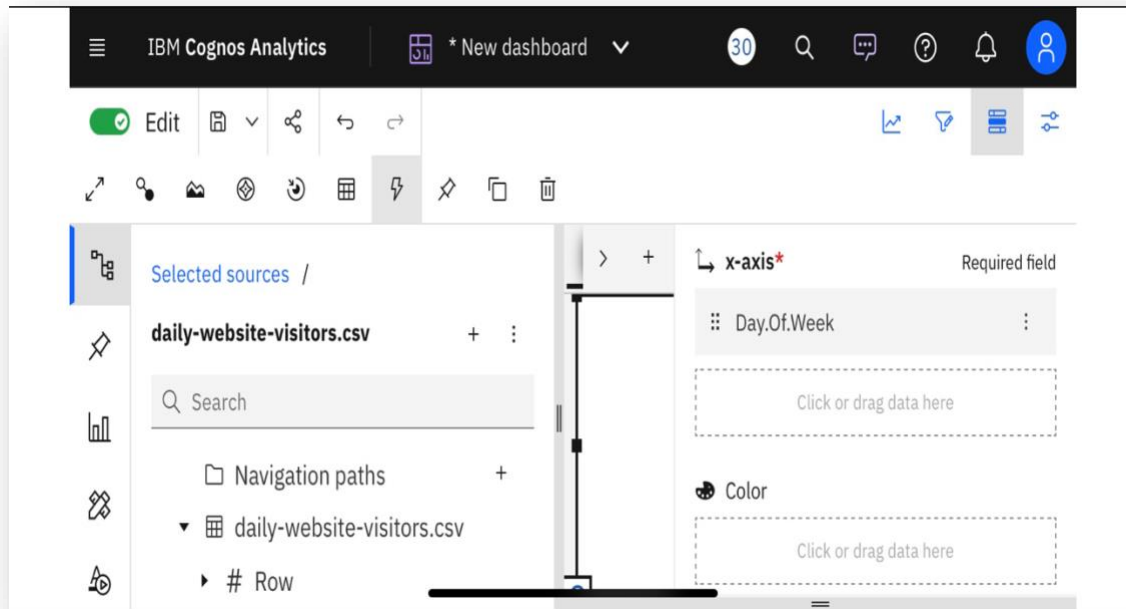 IBM Cognos Analytics
* New dashboard
30
Edit
Selected sources /
daily-website-visitors.csv
Search
Navigation paths
daily-website-visitors.csv
# Row
x-axis*
Required field
Day.Of.Week
Click or drag data here
Color
Click or drag data here